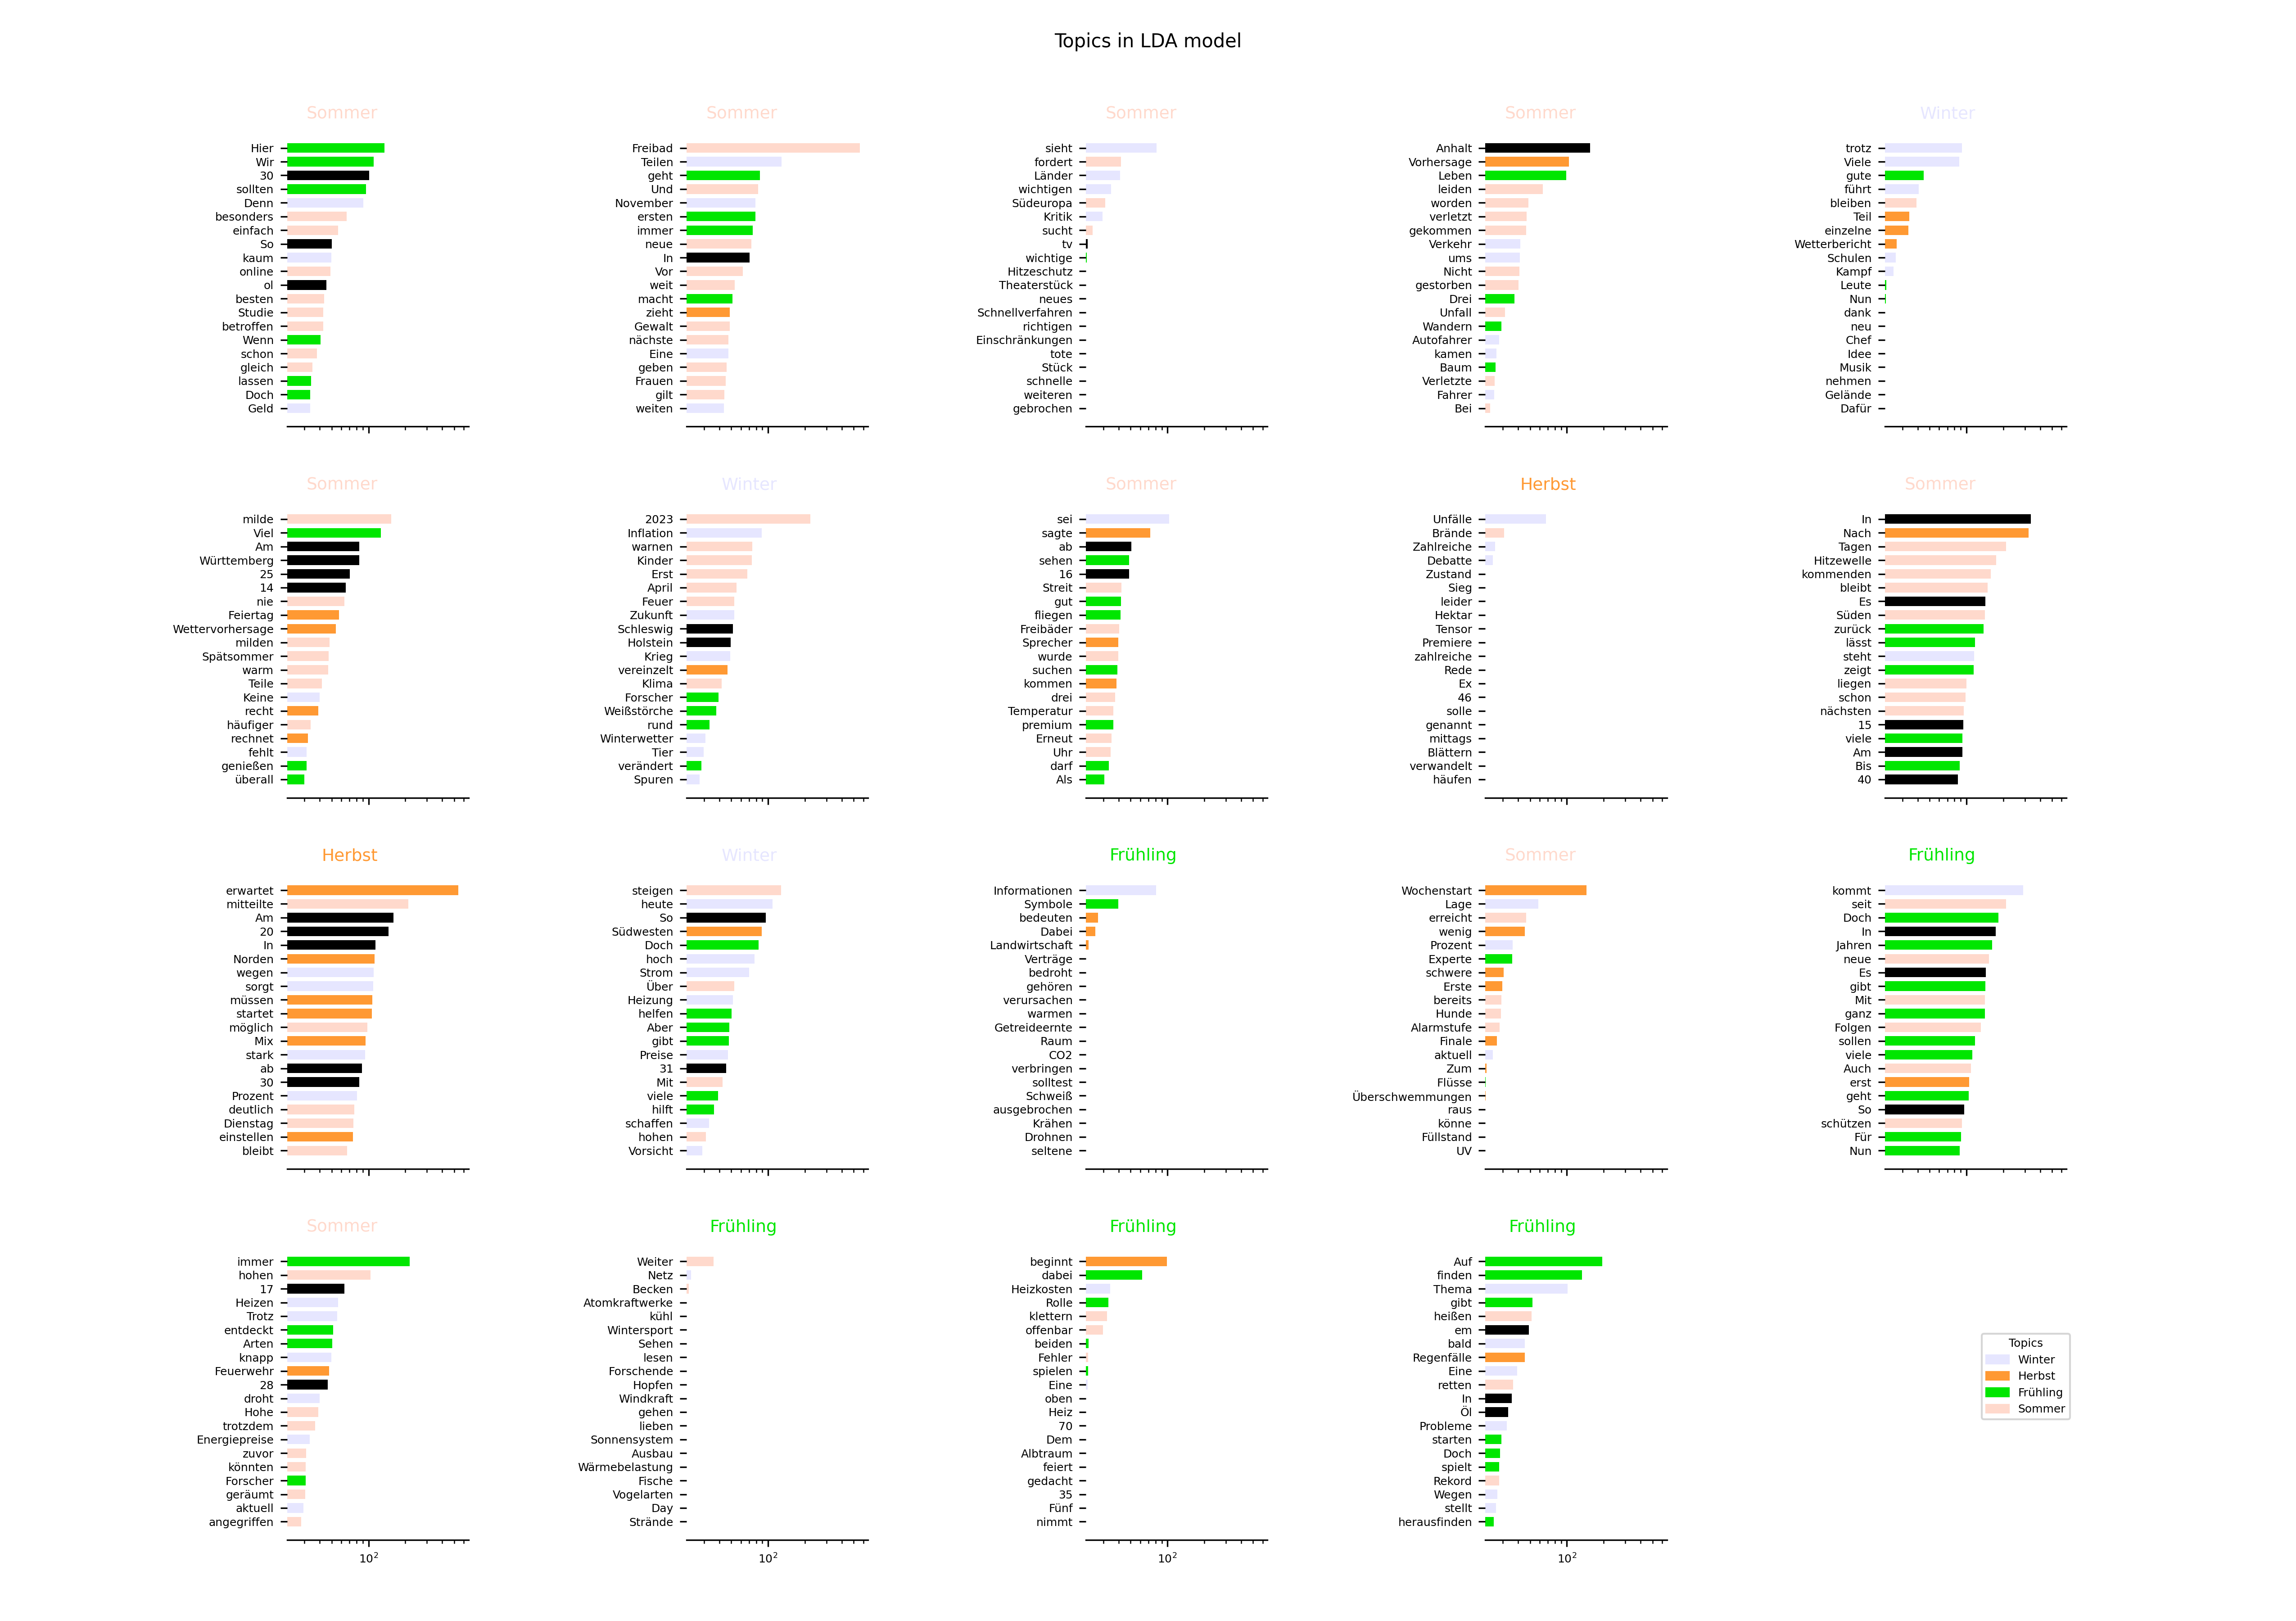 Topics in LDA model
Sommer
Hier
Wir
30
sollten
Denn
besonders
einfach
So
kaum
online
ol
besten
Studie
betroffen
Wenn
schon
gleich
lassen
Doch
Geld
Sommer
Freibad
Teilen
geht
Und
November
ersten
immer
neue
In
Vor
weit
macht
zieht
Gewalt
nächste
Eine
geben
Frauen
gilt
weiten
Sommer
sieht
fordert
Länder
wichtigen
Südeuropa
Kritik
sucht
tv
wichtige
Hitzeschutz
Theaterstück
neues
Schnellverfahren
richtigen
Einschränkungen
tote
Stück
schnelle
weiteren
gebrochen
Sommer
Anhalt
Vorhersage
Leben
leiden
worden
verletzt
gekommen
Verkehr
ums
Nicht
gestorben
Drei
Unfall
Wandern
Autofahrer
kamen
Baum
Verletzte
Fahrer
Bei
Winter
trotz
Viele
gute
führt
bleiben
Teil
einzelne
Wetterbericht
Schulen
Kampf
Leute
Nun
dank
neu
Chef
Idee
Musik
nehmen
Gelände
Dafür
Sommer
milde
Viel
Am
Württemberg
25
14
nie
Feiertag
Wettervorhersage
milden
Spätsommer
warm
Teile
Keine
recht
häufiger
rechnet
fehlt
genießen
überall
Winter
2023
Inflation
warnen
Kinder
Erst
April
Feuer
Zukunft
Schleswig
Holstein
Krieg
vereinzelt
Klima
Forscher
Weißstörche
rund
Winterwetter
Tier
verändert
Spuren
Sommer
sei
sagte
ab
sehen
16
Streit
gut
fliegen
Freibäder
Sprecher
wurde
suchen
kommen
drei
Temperatur
premium
Erneut
Uhr
darf
Als
Herbst
Unfälle
Brände
Zahlreiche
Debatte
Zustand
Sieg
leider
Hektar
Tensor
Premiere
zahlreiche
Rede
Ex
46
solle
genannt
mittags
Blättern
verwandelt
häufen
Sommer
In
Nach
Tagen
Hitzewelle
kommenden
bleibt
Es
Süden
zurück
lässt
steht
zeigt
liegen
schon
nächsten
15
viele
Am
Bis
40
Herbst
erwartet
mitteilte
Am
20
In
Norden
wegen
sorgt
müssen
startet
möglich
Mix
stark
ab
30
Prozent
deutlich
Dienstag
einstellen
bleibt
Winter
steigen
heute
So
Südwesten
Doch
hoch
Strom
Über
Heizung
helfen
Aber
gibt
Preise
31
Mit
viele
hilft
schaffen
hohen
Vorsicht
Frühling
Informationen
Symbole
bedeuten
Dabei
Landwirtschaft
Verträge
bedroht
gehören
verursachen
warmen
Getreideernte
Raum
CO2
verbringen
solltest
Schweiß
ausgebrochen
Krähen
Drohnen
seltene
Sommer
Wochenstart
Lage
erreicht
wenig
Prozent
Experte
schwere
Erste
bereits
Hunde
Alarmstufe
Finale
aktuell
Zum
Flüsse
Überschwemmungen
raus
könne
Füllstand
UV
Frühling
kommt
seit
Doch
In
Jahren
neue
Es
gibt
Mit
ganz
Folgen
sollen
viele
Auch
erst
geht
So
schützen
Für
Nun
Sommer
immer
hohen
17
Heizen
Trotz
entdeckt
Arten
knapp
Feuerwehr
28
droht
Hohe
trotzdem
Energiepreise
zuvor
könnten
Forscher
geräumt
aktuell
angegriffen
10²
Frühling
Weiter
Netz
Becken
Atomkraftwerke
kühl
Wintersport
Sehen
lesen
Forschende
Hopfen
Windkraft
gehen
lieben
Sonnensystem
Ausbau
Wärmebelastung
Fische
Vogelarten
Day
Strände
10²
Frühling
beginnt
dabei
Heizkosten
Rolle
klettern
offenbar
beiden
Fehler
spielen
Eine
oben
Heiz
70
Dem
Albtraum
feiert
gedacht
35
Fünf
nimmt
10²
Frühling
Auf
finden
Thema
gibt
heißen
em
bald
Regenfälle
Eine
retten
In
Öl
Probleme
starten
Doch
spielt
Rekord
Wegen
stellt
herausfinden
10²
Topics
Winter
Herbst
Frühling
Sommer